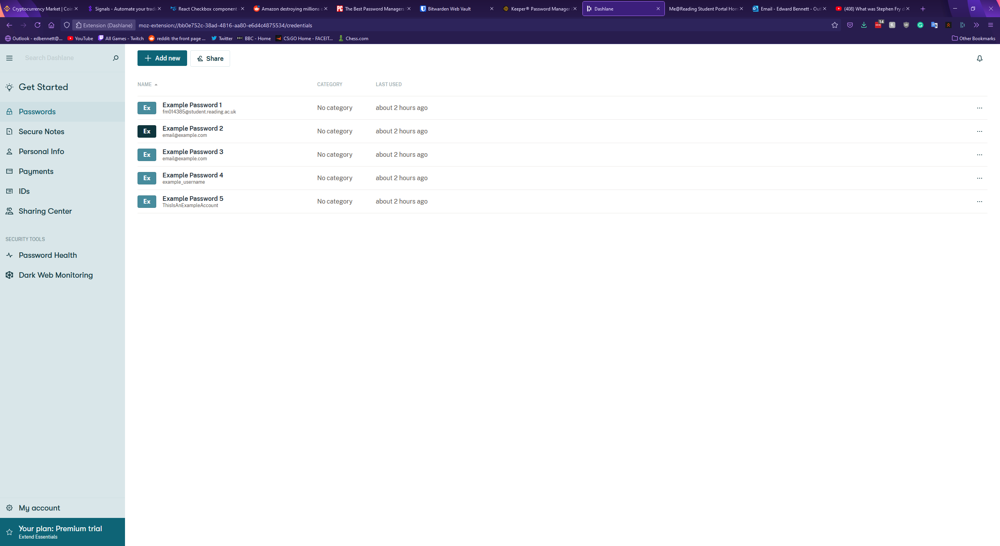 Cryptocurrency Market | Coin
Signals - Automate your tradi
React Checkbox component -
Amazon destroying millions o
The Best Password Managers
Bitwarden Web Vault
Keeper® Password Manager
Dashlane
Me@Reading Student Portal Hom
Email - Edward Bennett - Outl
(408) What was Stephen Fry d
Extension (Dashlane)
moz-extension://bb0e752c-38ad-4816-aa80-e6d4c4875534/credentials
14
Outlook - edbennett@...
YouTube
All Games - Twitch
reddit: the front page ...
Twitter
BBC
BBC - Home
CS:GO Home - FACEIT...
Chess.com
Other Bookmarks
Search Dashlane
Add new
Share
Get Started
Passwords
Secure Notes
Personal Info
Payments
IDs
Sharing Center
SECURITY TOOLS
Password Health
Dark Web Monitoring
My account
Your plan: Premium trial
Extend Essentials
NAME CATEGORY LAST USED
Ex Example Password 1 No category about 2 hours ago
fm014385@student.reading.ac.uk
Ex Example Password 2 No category about 2 hours ago
email@example.com
Ex Example Password 3 No category about 2 hours ago
email@example.com
Ex Example Password 4 No category about 2 hours ago
example_username
Ex Example Password 5 No category about 2 hours ago
ThisIsAnExampleAccount